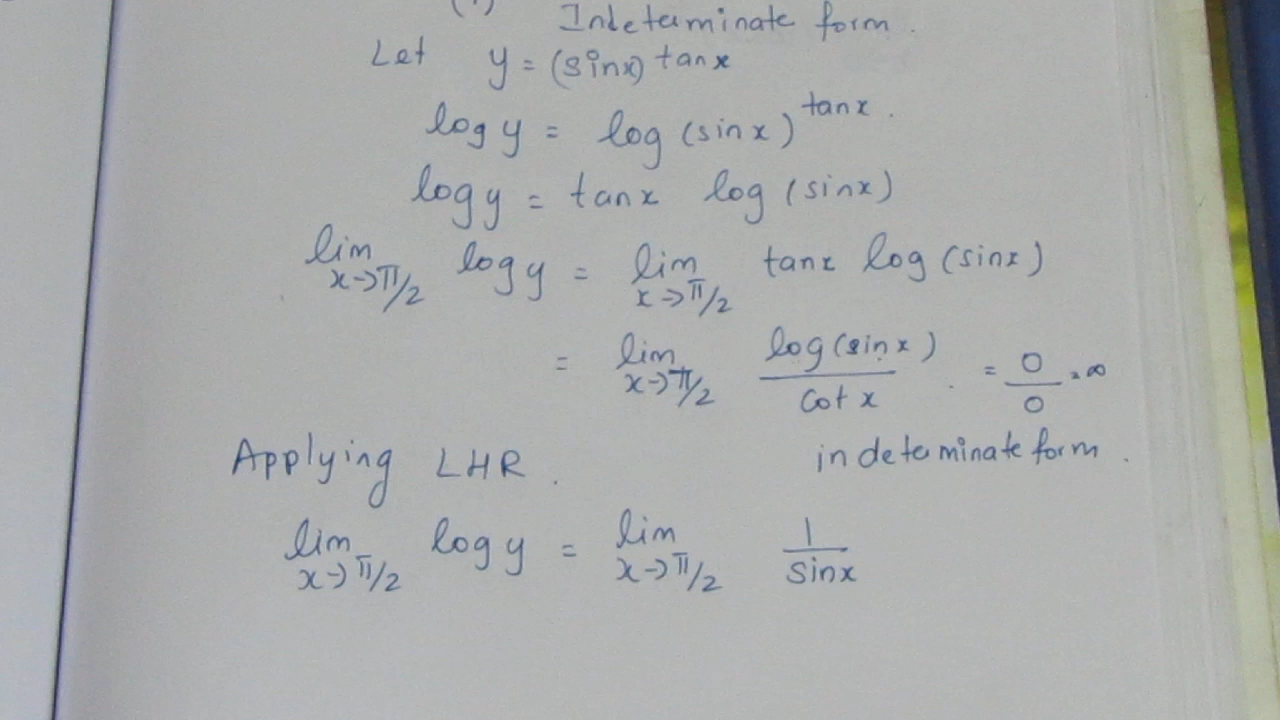 Indeterminate form.
Let y = (sinx)^tanx
log y = log (sinx)^tanx.
log y = tanx log (sinx)
lim x→π/2 log y = lim x→π/2 tanx log (sinx)
= lim x→π/2 log(sinx)/cot x . = 0/0
Applying LHR. indeterminate form.
lim x→π/2 log y = lim x→π/2 1/sinx